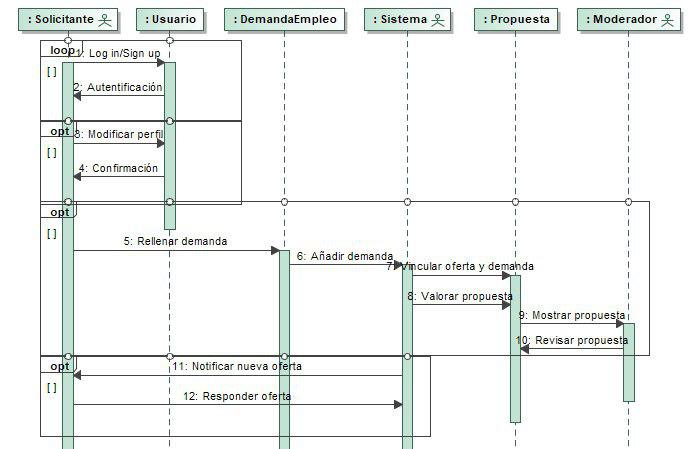 : Solicitante
: Usuario
: DemandaEmpleo
: Sistema
: Propuesta
: Moderador
loop
1: Log in/Sign up
[ ]
2: Autentificación
opt
3: Modificar perfil
[ ]
4: Confirmación
opt
[ ]
5: Rellenar demanda
6: Añadir demanda
7: Vincular oferta y demanda
8: Valorar propuesta
9: Mostrar propuesta
10: Revisar propuesta
opt
11: Notificar nueva oferta
[ ]
12: Responder oferta